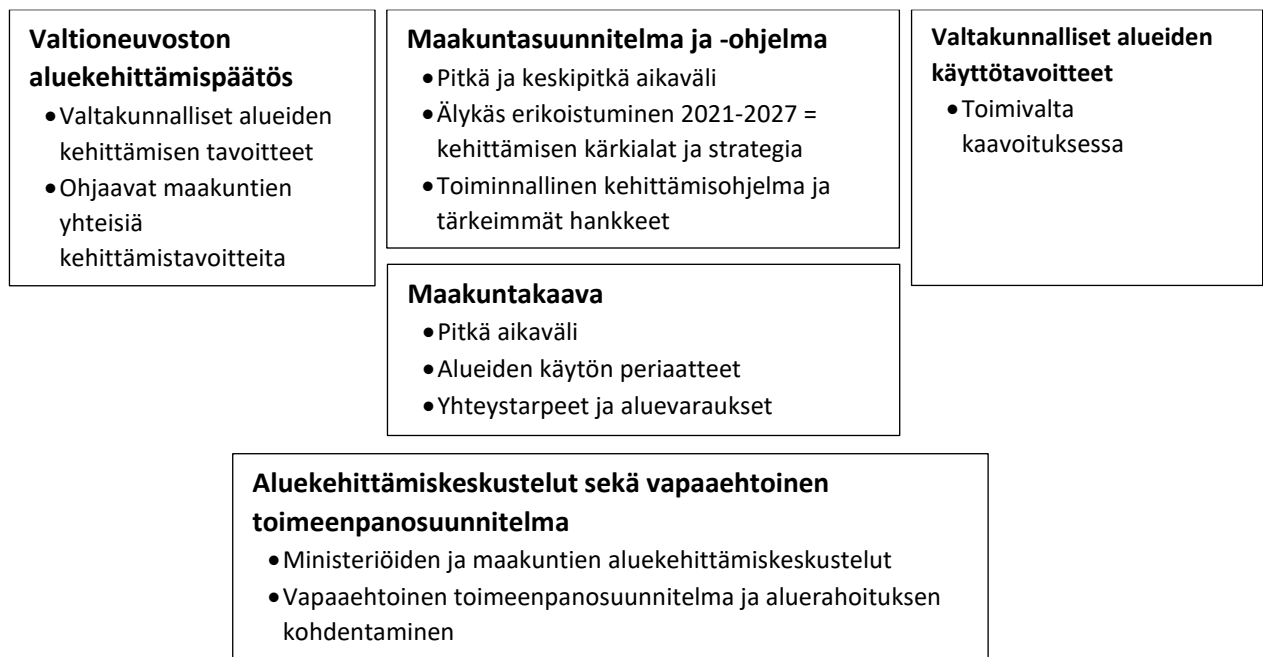 Valtioneuvoston
aluekehittämispäätös
•Valtakunnalliset alueiden
kehittämisen tavoitteet
•Ohjaavat maakuntien
yhteisiä
kehittämistavoitteita
Maakuntasuunnitelma ja -ohjelma
•Pitkä ja keskipitkä aikaväli
•Älykäs erikoistuminen 2021-2027 =
kehittämisen kärkialat ja strategia
•Toiminnallinen kehittämisohjelma ja
tärkeimmät hankkeet
Valtakunnalliset alueiden
käyttötavoitteet
•Toimivalta
kaavoituksessa
Maakuntakaava
•Pitkä aikaväli
•Alueiden käytön periaatteet
•Yhteystarpeet ja aluevaraukset
Aluekehittämiskeskustelut sekä vapaaehtoinen
toimeenpanosuunnitelma
•Ministeriöiden ja maakuntien aluekehittämiskeskustelut
•Vapaaehtoinen toimeenpanosuunnitelma ja aluerahoituksen
kohdentaminen